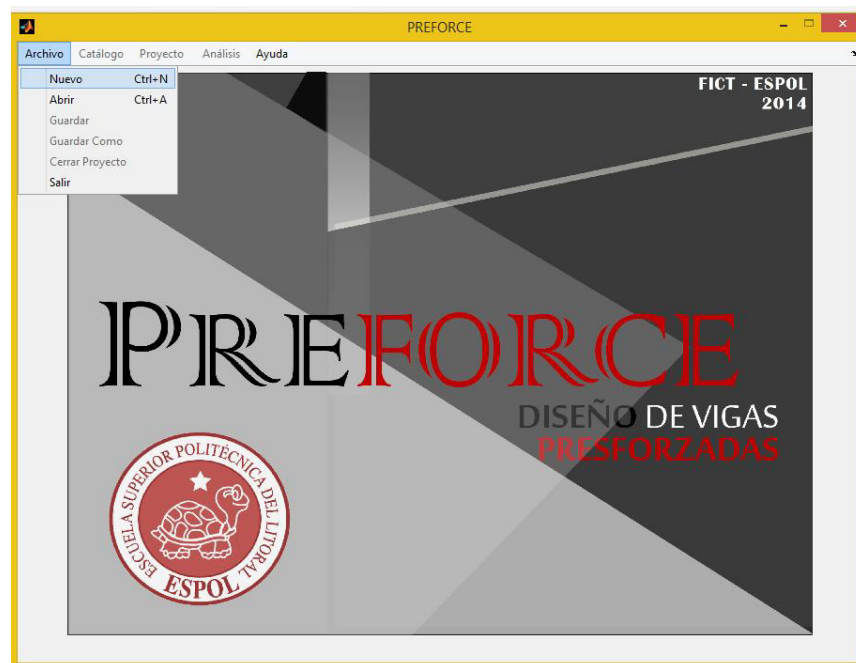 PREFORCE
Archivo Catálogo Proyecto Análisis Ayuda
Nuevo Ctrl+N
Abrir Ctrl+A
Guardar
Guardar Como
Cerrar Proyecto
Salir
FICT - ESPOL
2014
PREFORCE
DISEÑO DE VIGAS
PRESFORZADAS
ESCUELA SUPERIOR POLITÉCNICA DEL LITORAL
ESPOL